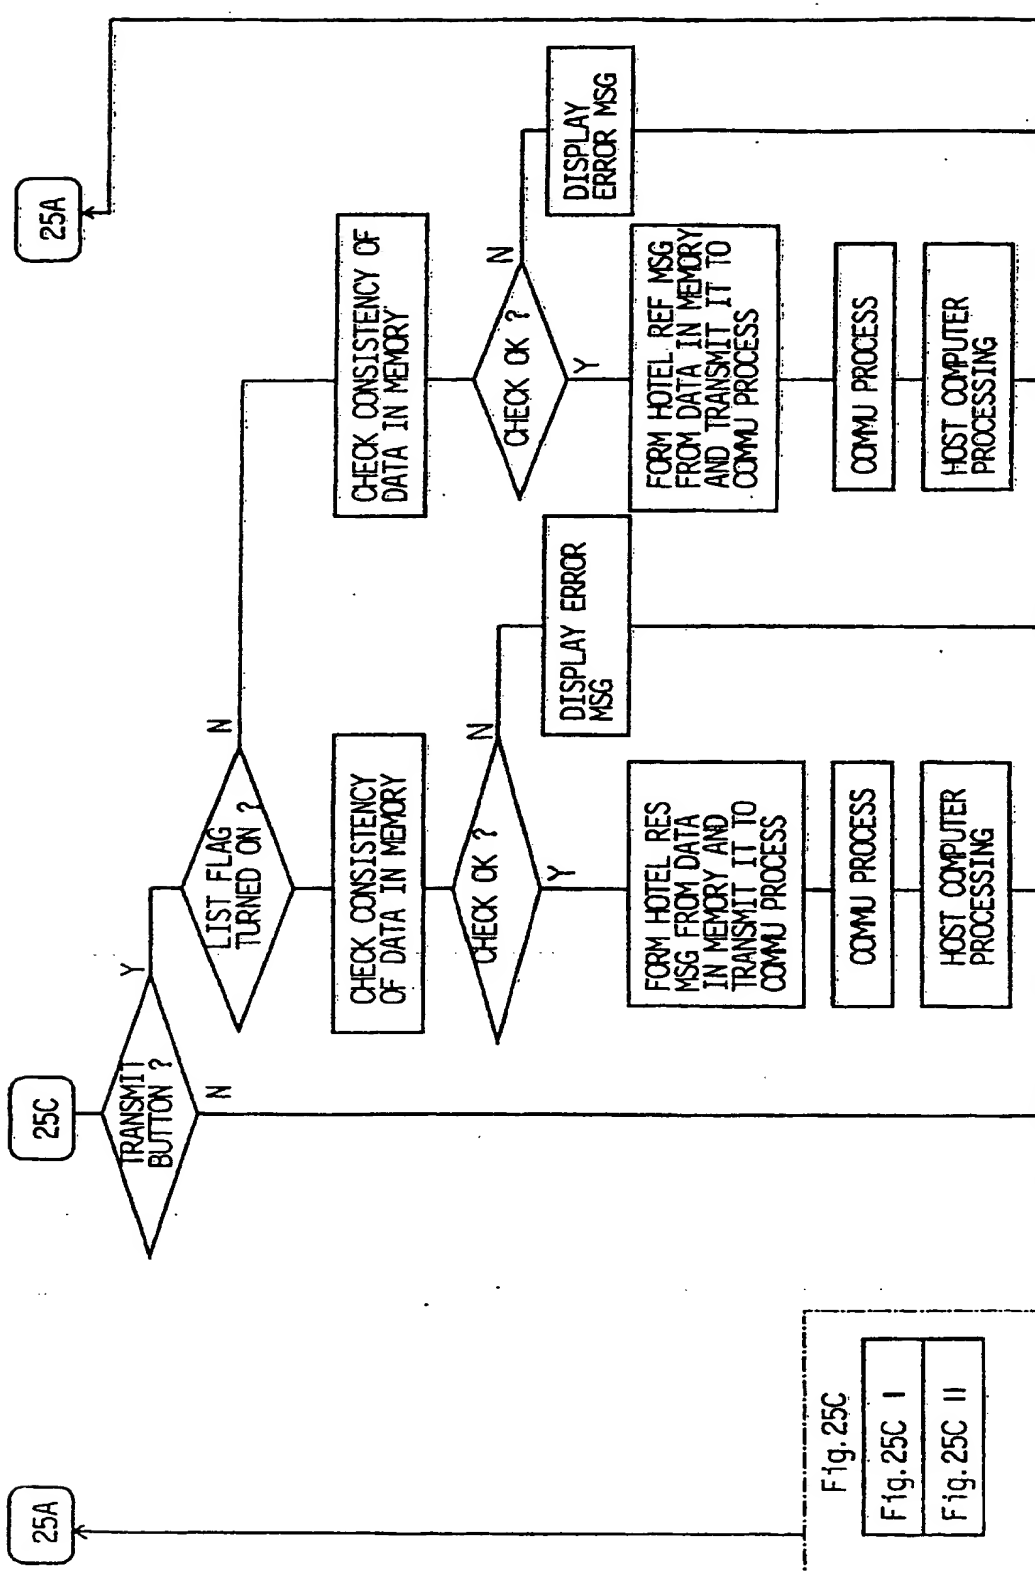 25A
25C
25A
TRANSMIT
BUTTON ?
Y
N
LIST FLAG
TURNED ON ?
N
CHECK CONSISTENCY
OF DATA IN MEMORY
CHECK OK ?
N
Y
DISPLAY ERROR
MSG
FORM HOTEL RES
MSG FROM DATA
IN MEMORY AND
TRANSMIT IT TO
COMMU PROCESS
COMMU PROCESS
HOST COMPUTER
PROCESSING
CHECK CONSISTENCY OF
DATA IN MEMORY
CHECK OK ?
N
Y
DISPLAY
ERROR MSG
FORM HOTEL REF MSG
FROM DATA IN MEMORY
AND TRANSMIT IT TO
COMMU PROCESS
COMMU PROCESS
HOST COMPUTER
PROCESSING
Fig.25C
Fig.25C I
Fig.25C II